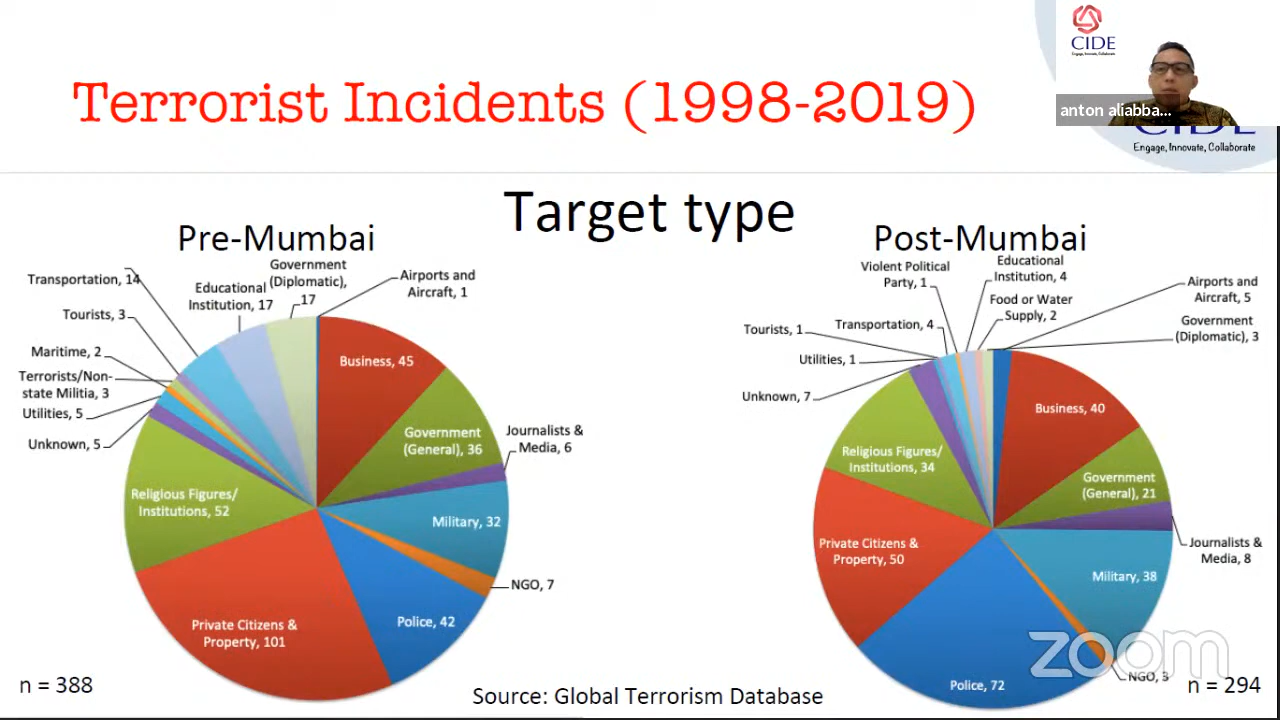 CIDE
Engage, Innovate, Collaborate
anton aliabba...
Engage, Innovate, Collaborate
Terrorist Incidents (1998-2019)
Target type
Pre-Mumbai
Transportation, 14
Educational
Institution, 17
Government
(Diplomatic),
17
Airports and
Aircraft, 1
Tourists, 3
Maritime, 2
Terrorists/Non-
state Militia, 3
Utilities, 5
Unknown, 5
Business, 45
Government
(General), 36
Journalists &
Media, 6
Religious Figures/
Institutions, 52
Military, 32
NGO, 7
Police, 42
Private Citizens &
Property, 101
n = 388
Post-Mumbai
Violent Political
Party, 1
Educational
Institution, 4
Food or Water
Supply, 2
Airports and
Aircraft, 5
Government
(Diplomatic), 3
Tourists, 1
Transportation, 4
Utilities, 1
Unknown, 7
Business, 40
Religious Figures/
Institutions, 34
Government
(General), 21
Journalists &
Media, 8
Private Citizens &
Property, 50
Military, 38
NGO, 3
Police, 72
zoom
n = 294
Source: Global Terrorism Database